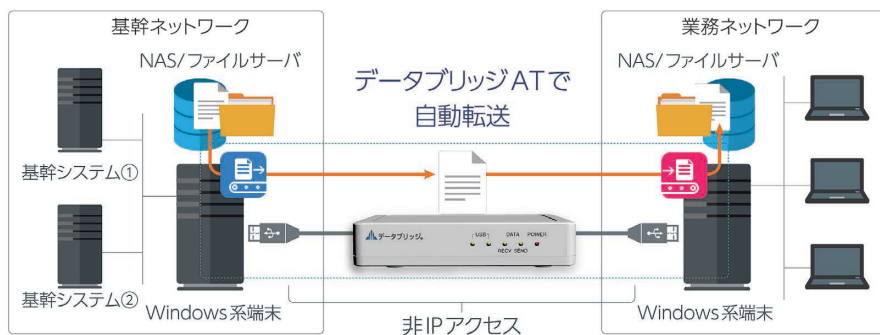 基幹ネットワーク
NAS/ファイルサーバ
基幹システム①
基幹システム②
Windows系端末
データブリッジATで
自動転送
データブリッジ®
USB
DATA
POWER
RECV SEND
非IPアクセス
業務ネットワーク
NAS/ファイルサーバ
Windows系端末